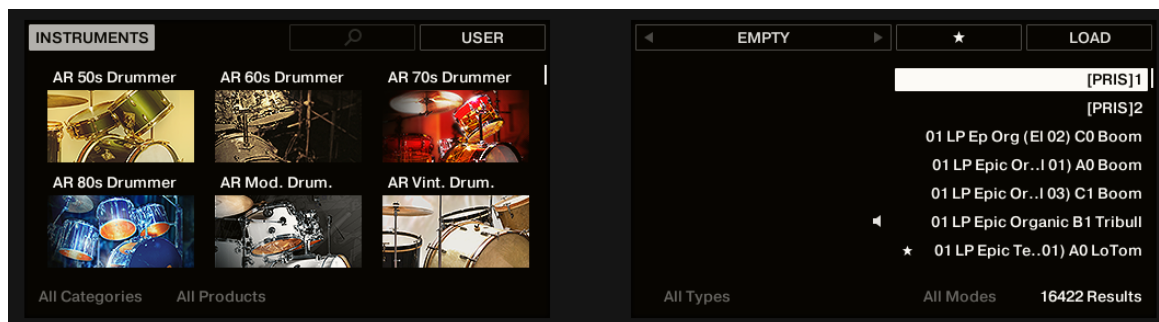 INSTRUMENTS USER
AR 50s Drummer AR 60s Drummer AR 70s Drummer
AR 80s Drummer AR Mod. Drum. AR Vint. Drum.
All Categories All Products
EMPTY ★ LOAD
[PRIS]1
[PRIS]2
01 LP Ep Org (El 02) C0 Boom
01 LP Epic Or..l 01) A0 Boom
01 LP Epic Or..l 03) C1 Boom
01 LP Epic Organic B1 Tribull
★ 01 LP Epic Te..01) A0 LoTom
All Types All Modes 16422 Results